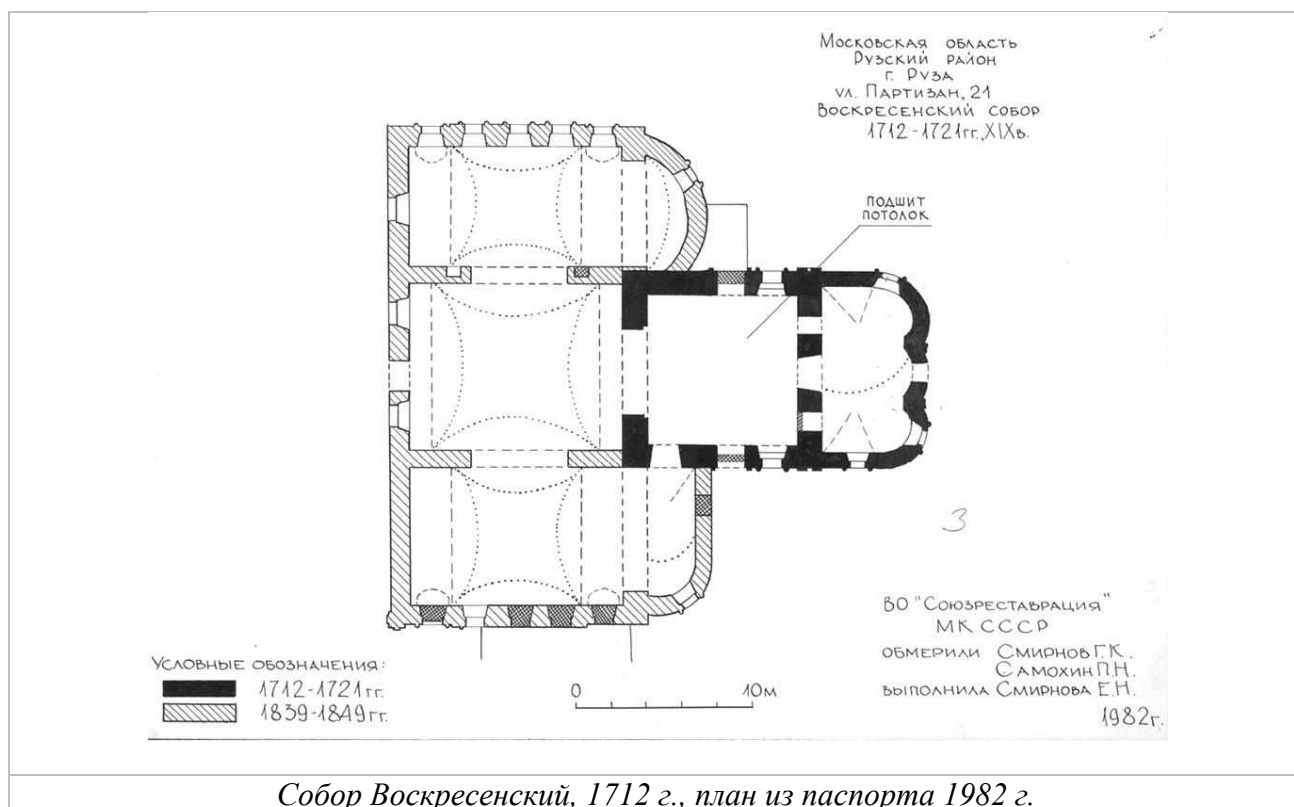 Московская область
Рузский район
г. Руза
ул. Партизан, 21
Воскресенский собор
1712-1721гг., XIXв.
подшит
потолок
3
ВО "Союзреставрация"
МК СССР
обмерили Смирнов Г.К.
Самохин П.Н.
выполнила Смирнова Е.Н.
1982г.
Условные обозначения:
1712-1721гг.
1839-1849гг.
0 10м
Собор Воскресенский, 1712 г., план из паспорта 1982 г.